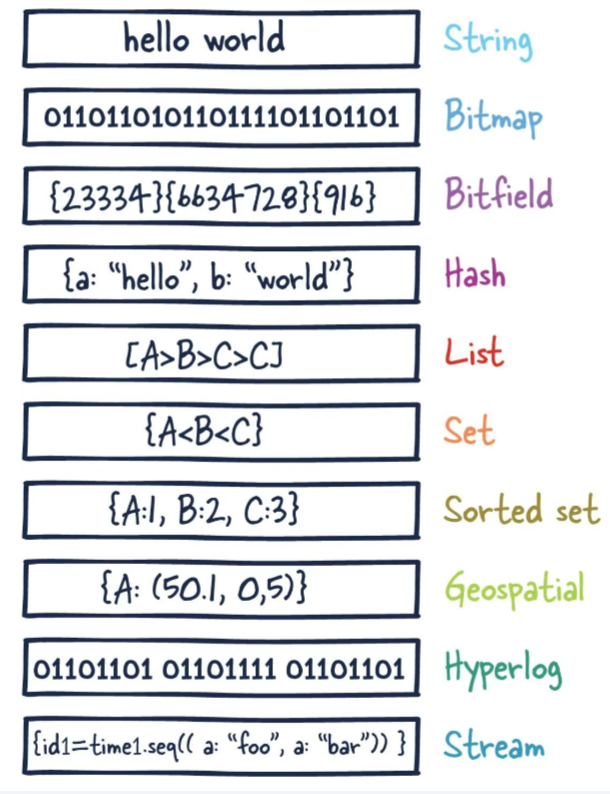 hello world String
011011010110111101101101 Bitmap
{23334}{6634728}{916} Bitfield
{a: “hello”, b: “world”} Hash
[A>B>C>C] List
{A<B<C} Set
{A:1, B:2, C:3} Sorted set
{A: (50.1, 0,5)} Geospatial
01101101 01101111 01101101 Hyperlog
{id1=time1.seq(( a: “foo”, a: “bar”)) } Stream